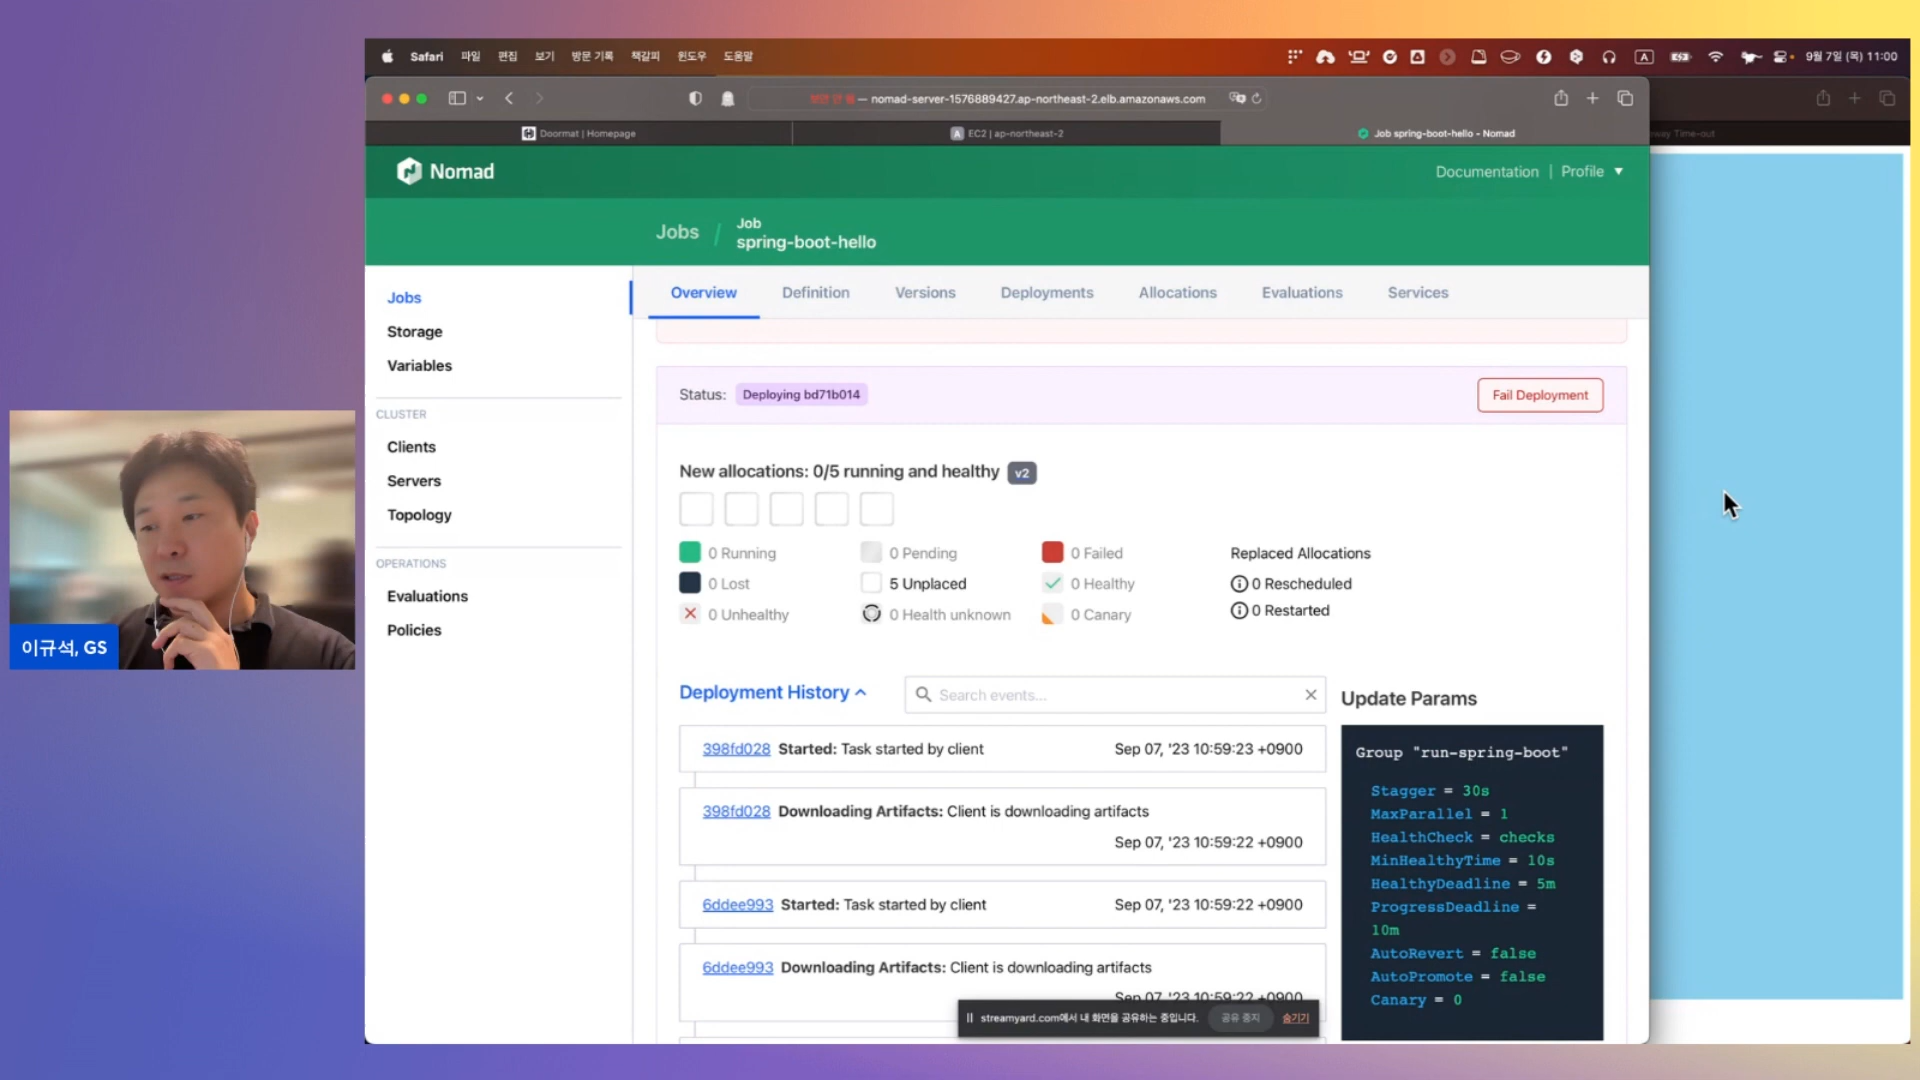 Safari 파일 편집 보기 방문 기록 책갈피 윈도우 도움말
A
9월 7일 (목) 11:00
— nomad-server-1576889427.ap-northeast-2.elb.amazonaws.com
Doormat | Homepage
A EC2 | ap-northeast-2
Job spring-boot-hello - Nomad
way Time-out
Nomad
Documentation | Profile
Jobs / Job
spring-boot-hello
Jobs
Storage
Variables
CLUSTER
Clients
Servers
Topology
OPERATIONS
Evaluations
Policies
Overview Definition Versions Deployments Allocations Evaluations Services
Status: Deploying bd71b014
Fail Deployment
New allocations: 0/5 running and healthy v2
0 Running 0 Pending 0 Failed
0 Lost 5 Unplaced 0 Healthy
0 Unhealthy 0 Health unknown 0 Canary
Replaced Allocations
0 Rescheduled
0 Restarted
Deployment History
Search events...
398fd028 Started: Task started by client Sep 07, '23 10:59:23 +0900
398fd028 Downloading Artifacts: Client is downloading artifacts
Sep 07, '23 10:59:22 +0900
6ddee993 Started: Task started by client Sep 07, '23 10:59:22 +0900
6ddee993 Downloading Artifacts: Client is downloading artifacts
Sep 07, '23 10:59:22 +0900
Update Params
Group "run-spring-boot"
Stagger = 30s
MaxParallel = 1
HealthCheck = checks
MinHealthyTime = 10s
HealthyDeadline = 5m
ProgressDeadline =
10m
AutoRevert = false
AutoPromote = false
Canary = 0
streamyard.com에서 내 화면을 공유하는 중입니다. 공유 중지 숨기기
이규석, GS